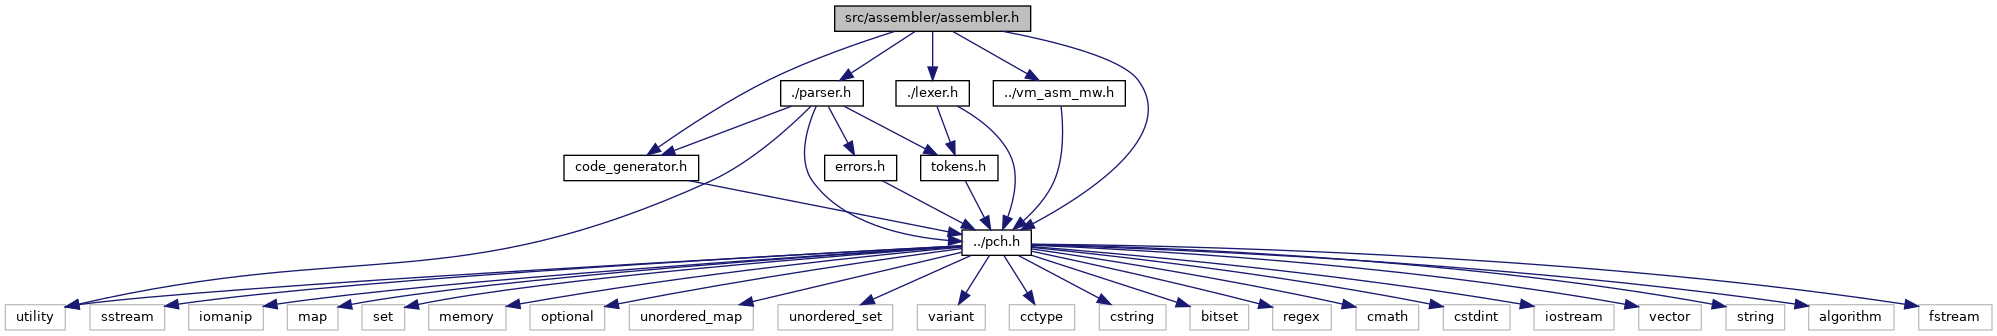 src/assembler/assembler.h
./parser.h
./lexer.h
../vm_asm_mw.h
code_generator.h
errors.h
tokens.h
../pch.h
utility
sstream
iomanip
map
set
memory
optional
unordered_map
unordered_set
variant
cctype
cstring
bitset
regex
cmath
cstdint
iostream
vector
string
algorithm
fstream